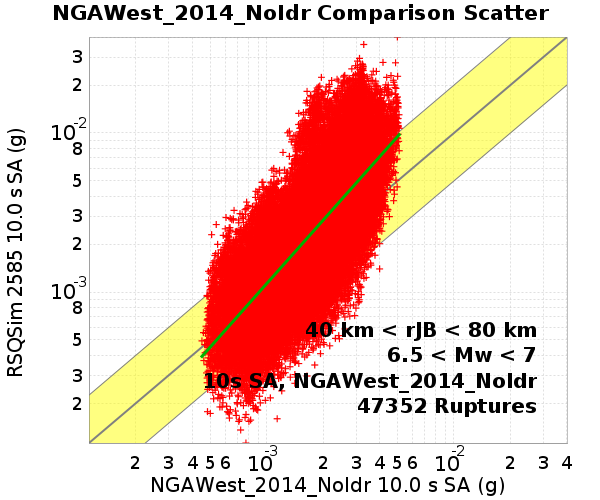 NGAWest_2014_NoIdr Comparison Scatter
RSQSim 2585 10.0 s SA (g)
3
2
10-2
8
5
3
2
10-3
8
5
3
2
40 km < rJB < 80 km
6.5 < Mw < 7
10s SA, NGAWest_2014_NoIdr
47352 Ruptures
2 3 4 5 6 10-3 2 3 4 5 6 10-2 2 3 4
NGAWest_2014_NoIdr 10.0 s SA (g)